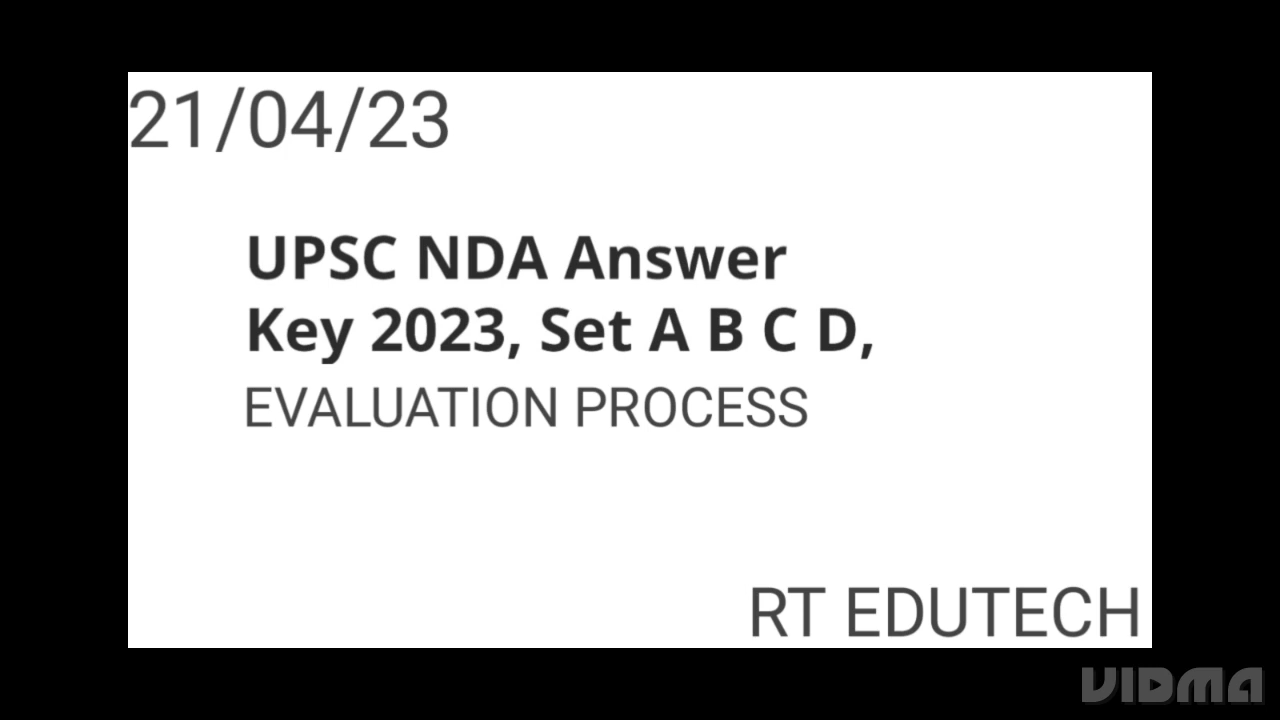 21/04/23
UPSC NDA Answer
Key 2023, Set A B C D,
EVALUATION PROCESS
RT EDUTECH
VIDMA